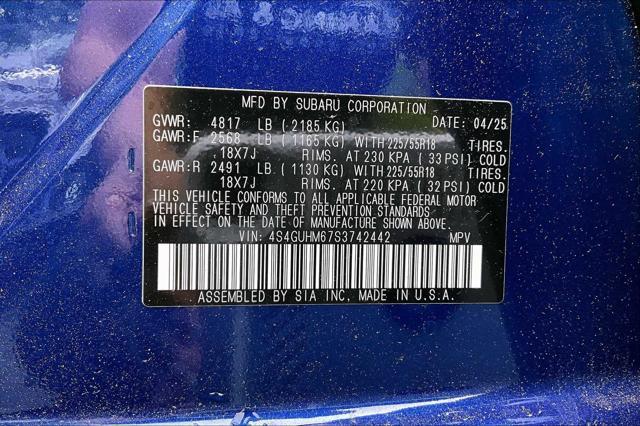 MFD BY SUBARU CORPORATION
GVWR: 4817 LB (2185 KG) DATE: 04/25
GAWR:F 2568 LB (1165 KG) WITH 225/55R18 TIRES.
18X7J RIMS. AT 230 KPA (33 PSI) COLD
GAWR:R 2491 LB. (1130 KG) WITH 225/55R18 TIRES.
18X7J RIMS. AT 220 KPA (32 PSI) COLD
THIS VEHICLE CONFORMS TO ALL APPLICABLE FEDERAL MOTOR
VEHICLE SAFETY AND THEFT PREVENTION STANDARDS
IN EFFECT ON THE DATE OF MANUFACTURE SHOWN ABOVE.
VIN: 4S4GUHM67S3742442 MPV
ASSEMBLED BY SIA INC. MADE IN U.S.A.